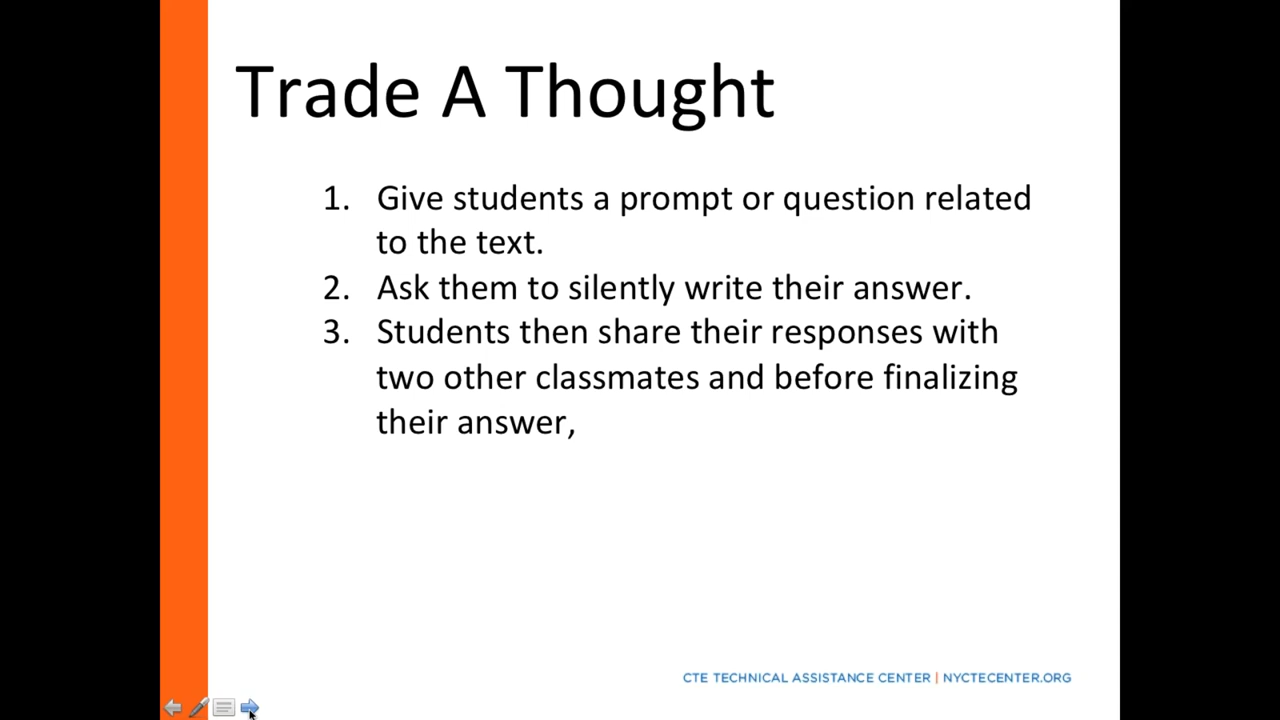 Trade A Thought
1. Give students a prompt or question related
to the text.
2. Ask them to silently write their answer.
3. Students then share their responses with
two other classmates and before finalizing
their answer,
CTE TECHNICAL ASSISTANCE CENTER | NYCTECENTER.ORG